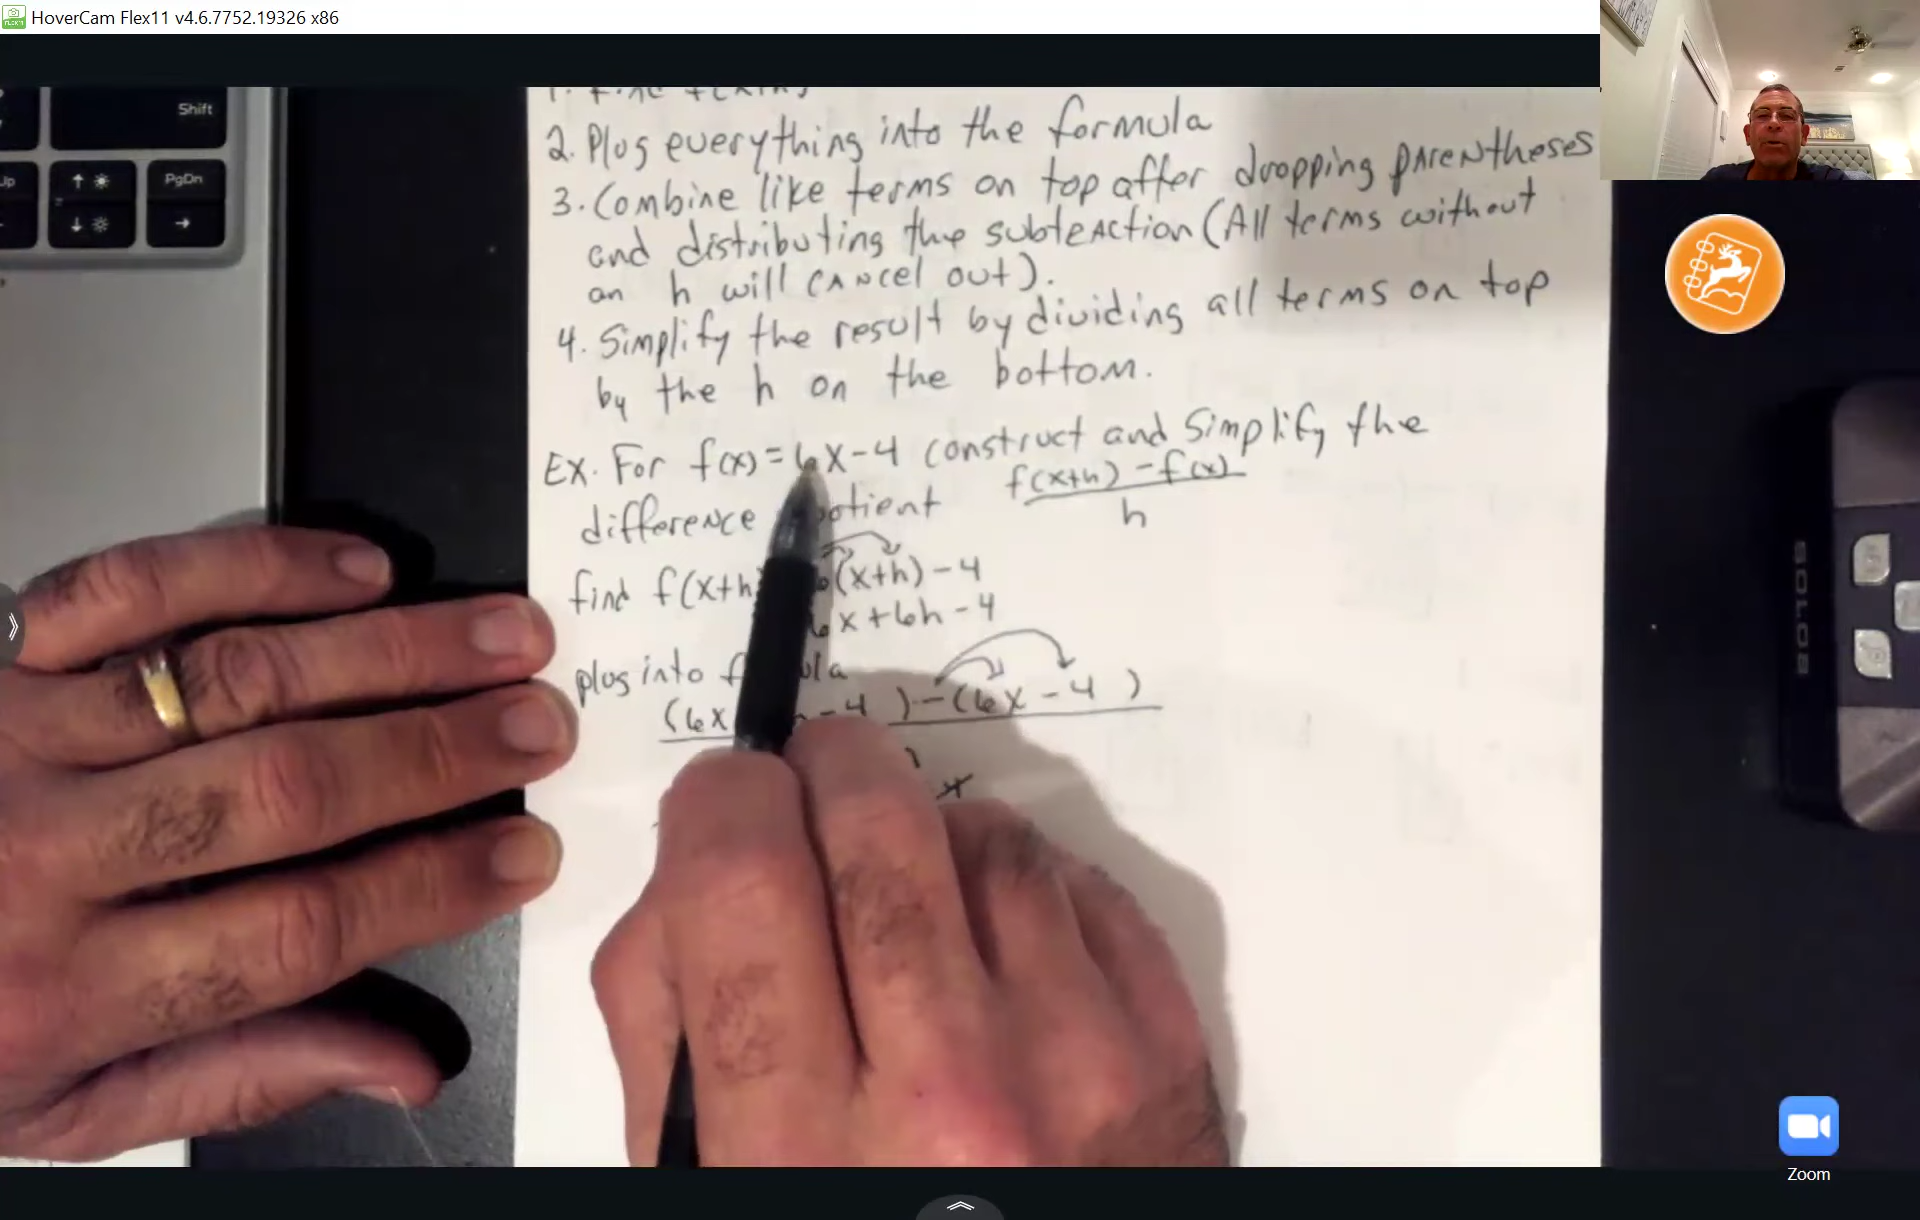 HoverCam Flex11 v4.6.7752.19326 x86
Shift
PgDn
2. Plug everything into the formula
3. Combine like terms on top after dropping parentheses
and distributing the subtraction (All terms without
an h will cancel out).
4. Simplify the result by dividing all terms on top
by the h on the bottom.
Ex. For f(x) = 6x - 4 construct and simplify the
difference f(x+h) - f(x)
h
find f(x+h (x+h) - 4
6x + 6h - 4
plug into
(6x - 4 ) - (6x - 4 )
SOLO8
Zoom